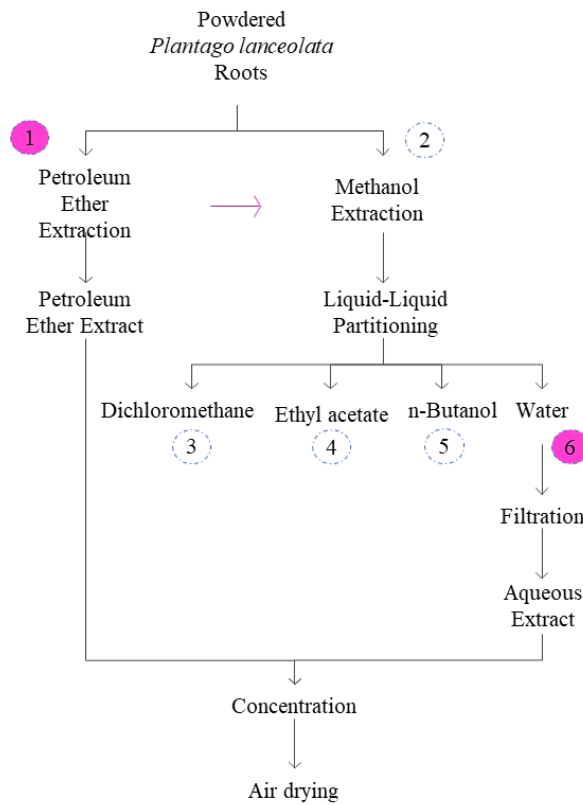 Powdered
Plantago lanceolata
Roots
1
2
Petroleum
Ether
Extraction
Methanol
Extraction
Petroleum
Ether Extract
Liquid-Liquid
Partitioning
Dichloromethane
Ethyl acetate
n-Butanol
Water
3
4
5
6
Filtration
Aqueous
Extract
Concentration
Air drying